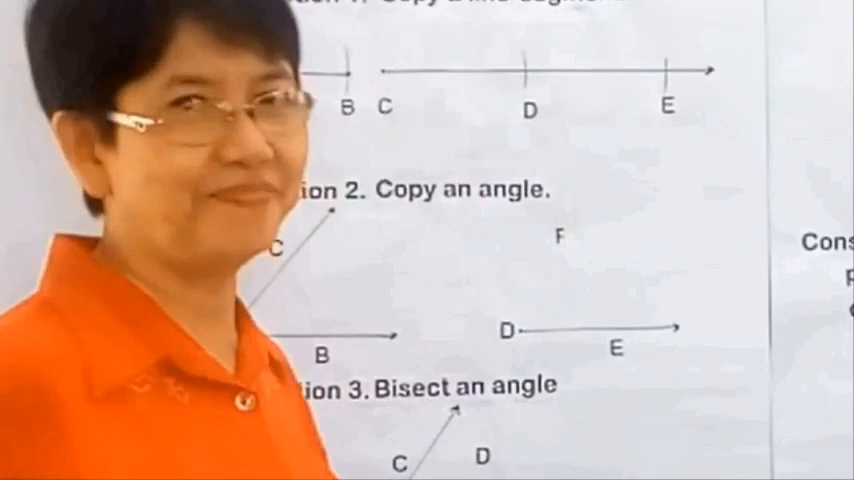 B C D E
ion 2. Copy an angle.
C F
Cons
D
B E
ion 3. Bisect an angle
C D